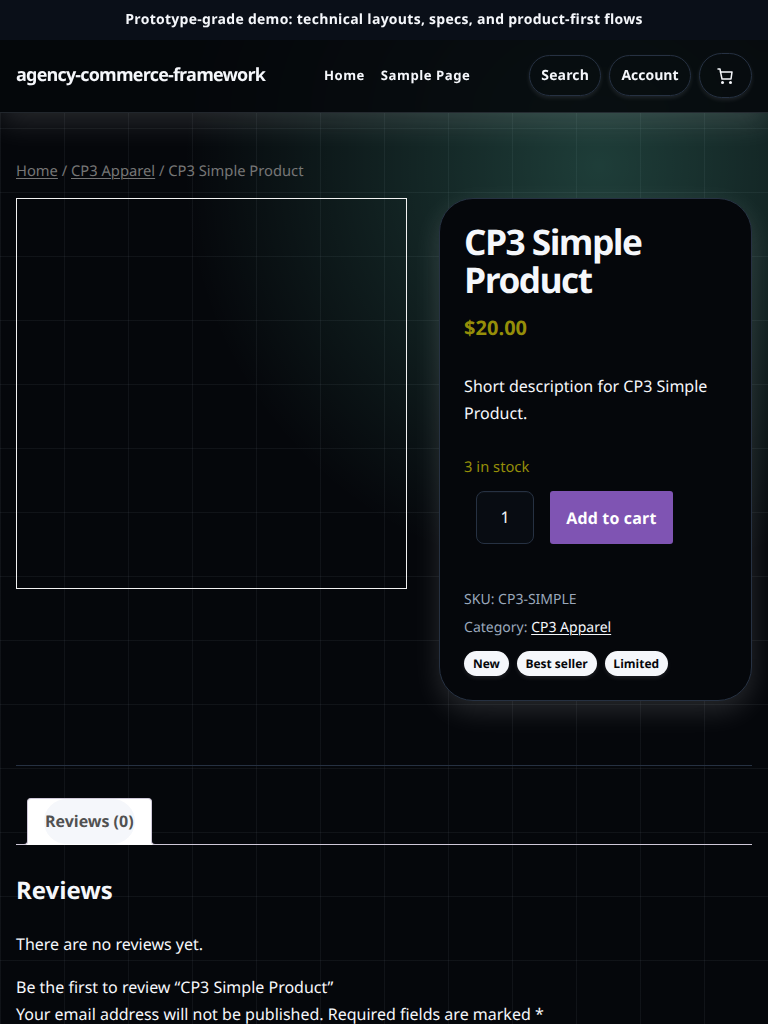 Prototype-grade demo: technical layouts, specs, and product-first flows
agency-commerce-framework
Home
Sample Page
Search
Account
Home / CP3 Apparel / CP3 Simple Product
CP3 Simple
Product
$20.00
Short description for CP3 Simple
Product.
3 in stock
1
Add to cart
SKU: CP3-SIMPLE
Category: CP3 Apparel
New
Best seller
Limited
Reviews (0)
Reviews
There are no reviews yet.
Be the first to review “CP3 Simple Product”
Your email address will not be published. Required fields are marked *